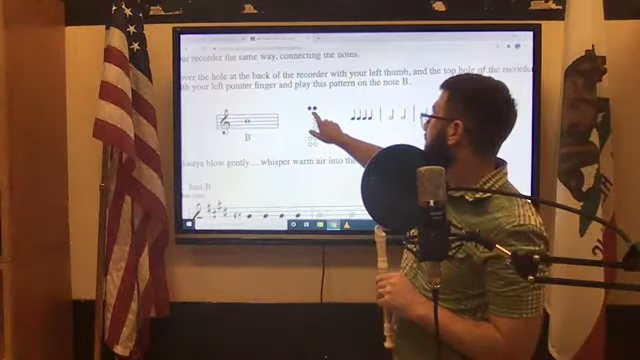 ur recorder the same way, connecting the notes.
over the hole at the back of the recorder with your left thumb, and the top hole of the recorder
ith your left pointer finger and play this pattern on the note B.
B
lways blow gently ....whisper warm air into the
Just B